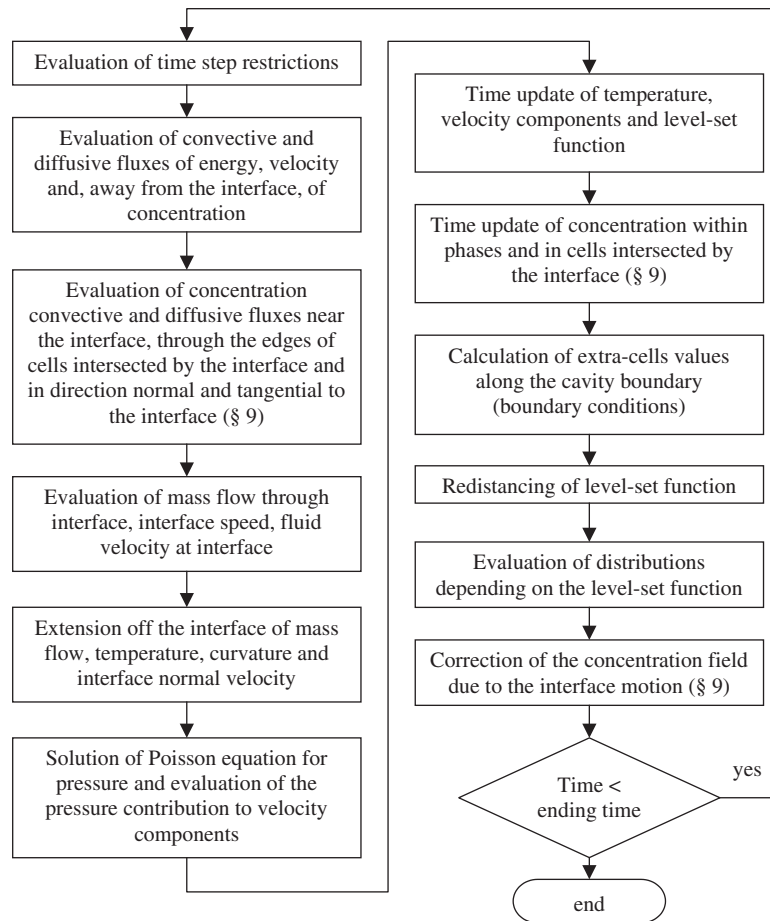 Evaluation of time step restrictions
Evaluation of convective and
diffusive fluxes of energy, velocity
and, away from the interface, of
concentration
Evaluation of concentration
convective and diffusive fluxes near
the interface, through the edges of
cells intersected by the interface and
in direction normal and tangential to
the interface (§ 9)
Evaluation of mass flow through
interface, interface speed, fluid
velocity at interface
Extension off the interface of mass
flow, temperature, curvature and
interface normal velocity
Solution of Poisson equation for
pressure and evaluation of the
pressure contribution to velocity
components
Time update of temperature,
velocity components and level-set
function
Time update of concentration within
phases and in cells intersected by
the interface (§ 9)
Calculation of extra-cells values
along the cavity boundary
(boundary conditions)
Redistancing of level-set function
Evaluation of distributions
depending on the level-set function
Correction of the concentration field
due to the interface motion (§ 9)
Time <
ending time
yes
end